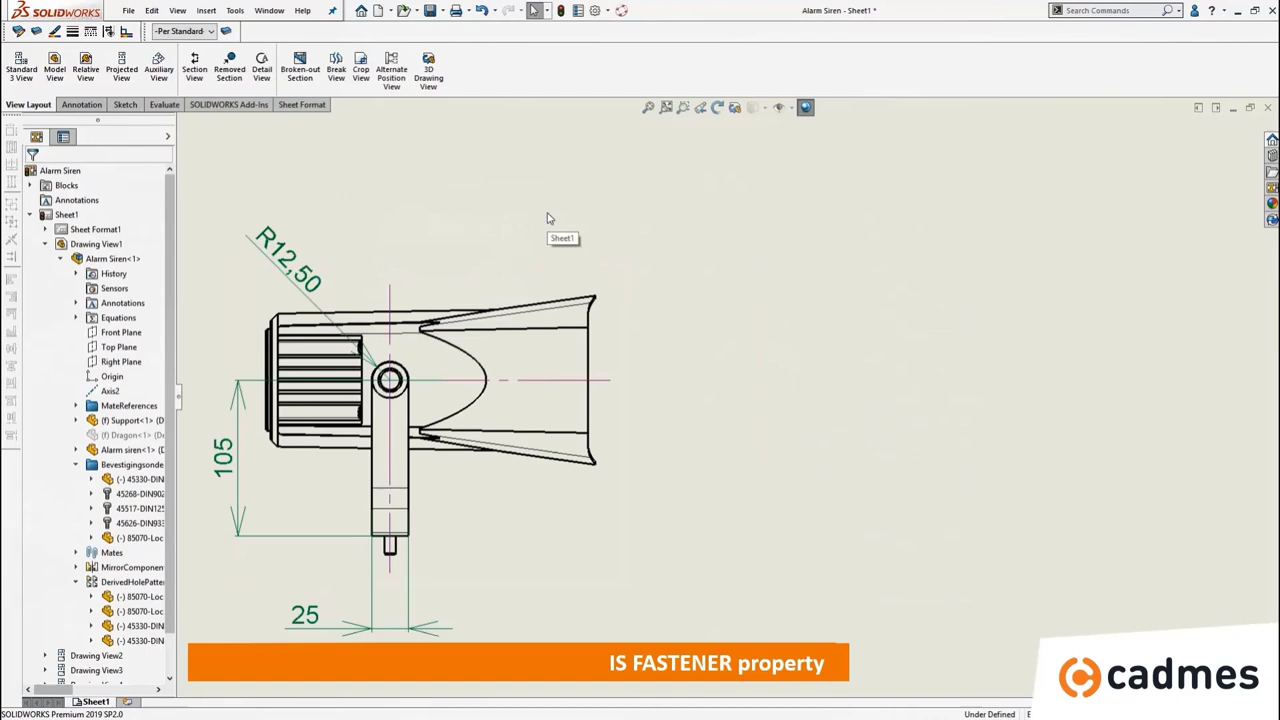 SOLIDWORKS
File
Edit
View
Insert
Tools
Window
Help
Alarm Siren - Sheet1 *
Search Commands
-Per Standard-
Standard 3 View
Model View
Relative View
Projected View
Auxiliary View
Section View
Removed Section
Detail View
Broken-out Section
Break View
Crop View
Alternate Position View
3D Drawing View
View Layout
Annotation
Sketch
Evaluate
SOLIDWORKS Add-Ins
Sheet Format
Alarm Siren
Blocks
Annotations
Sheet1
Sheet Format1
Drawing View1
Alarm Siren<1>
History
Sensors
Annotations
Equations
Front Plane
Top Plane
Right Plane
Origin
Axis2
MateReferences
(f) Support<1> (D
(f) Dragon<1> (D
Alarm siren<1> (D
Bevestigingsonde
(-) 45330-DIN
45268-DIN902
45517-DIN125
45626-DIN933
(-) 85070-Loc
Mates
MirrorComponen
DerivedHolePatter
(-) 85070-Loc
(-) 85070-Loc
(-) 45330-DIN
(-) 45330-DIN
Drawing View2
Drawing View3
Sheet1
R12,50
105
25
Sheet1
IS FASTENER property
cadmes
SOLIDWORKS Premium 2019 SP2.0
Under Defined